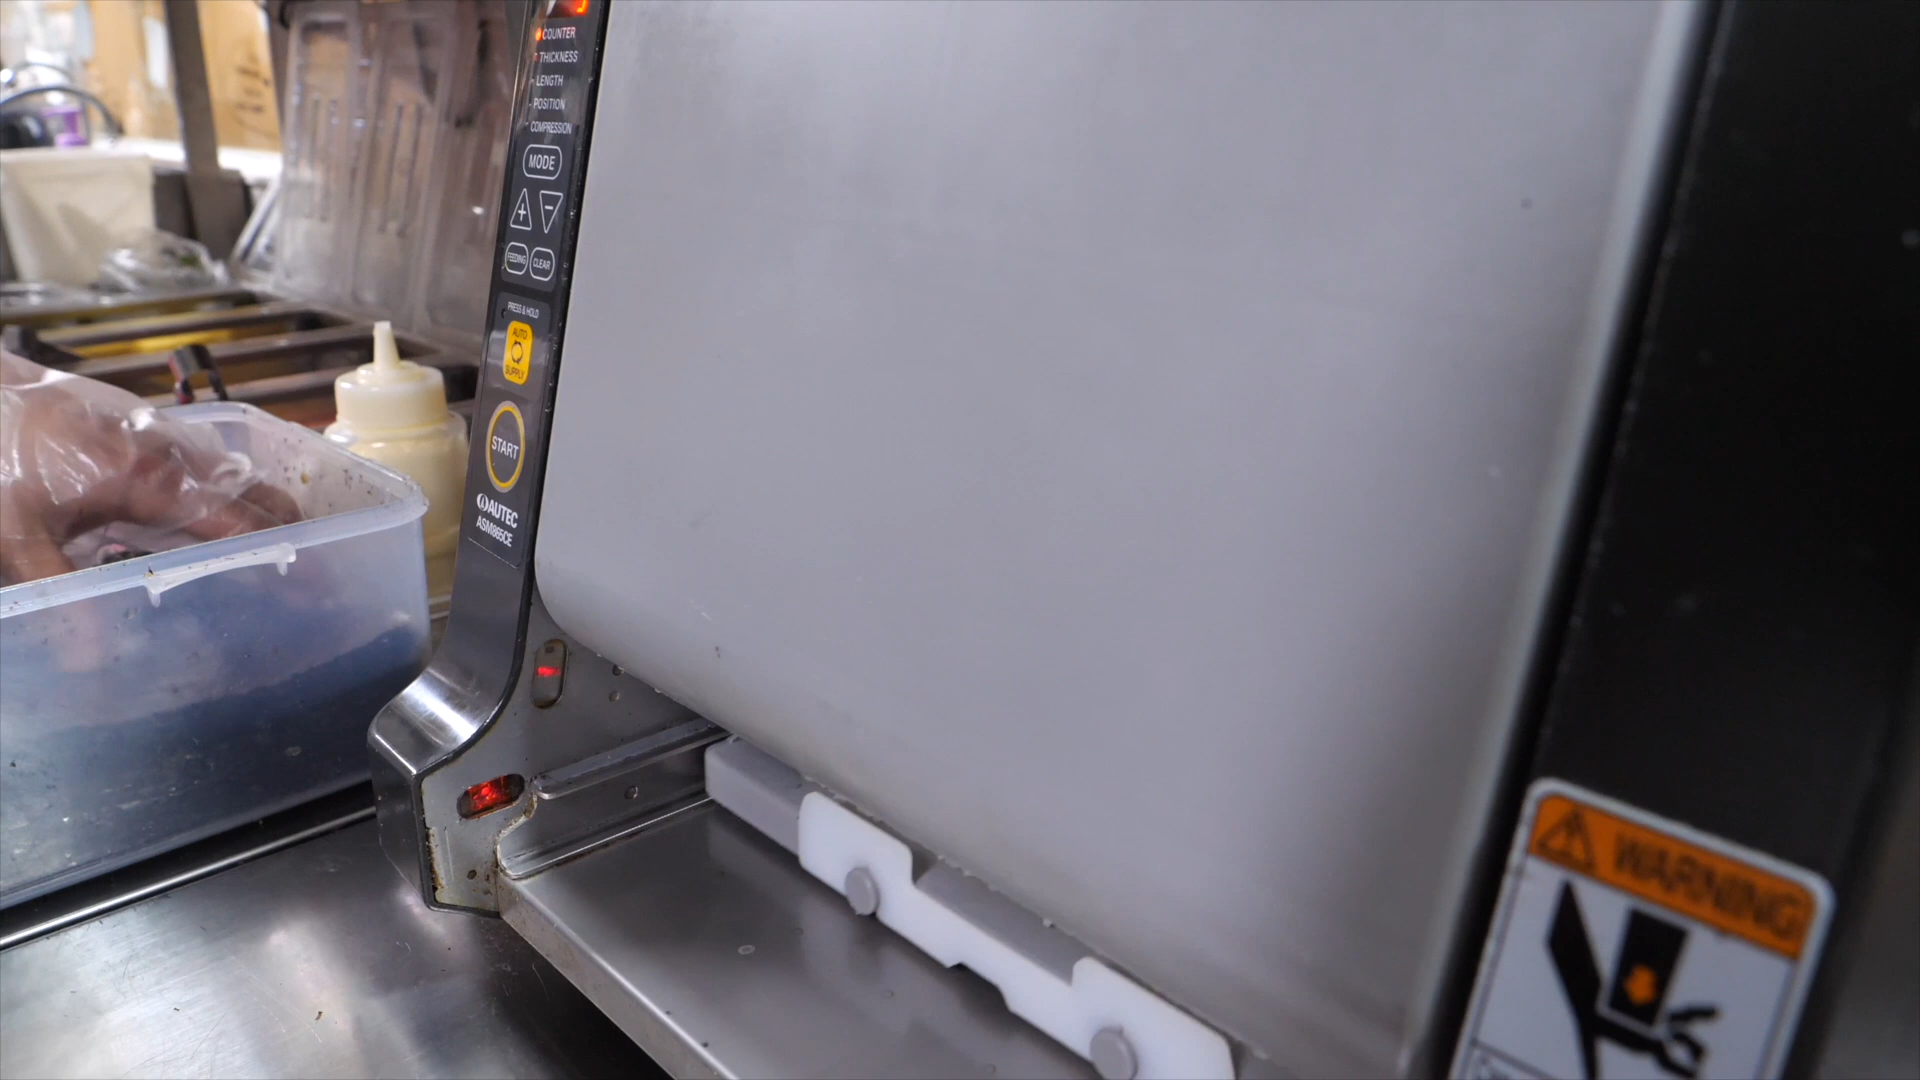 COUNTER
THICKNESS
LENGTH
POSITION
COMPRESSION
MODE
+ -
FEEDING CLEAR
PRESS & HOLD
AUTO
SUPPLY
START
AUTEC
ASM865CE
WARNING